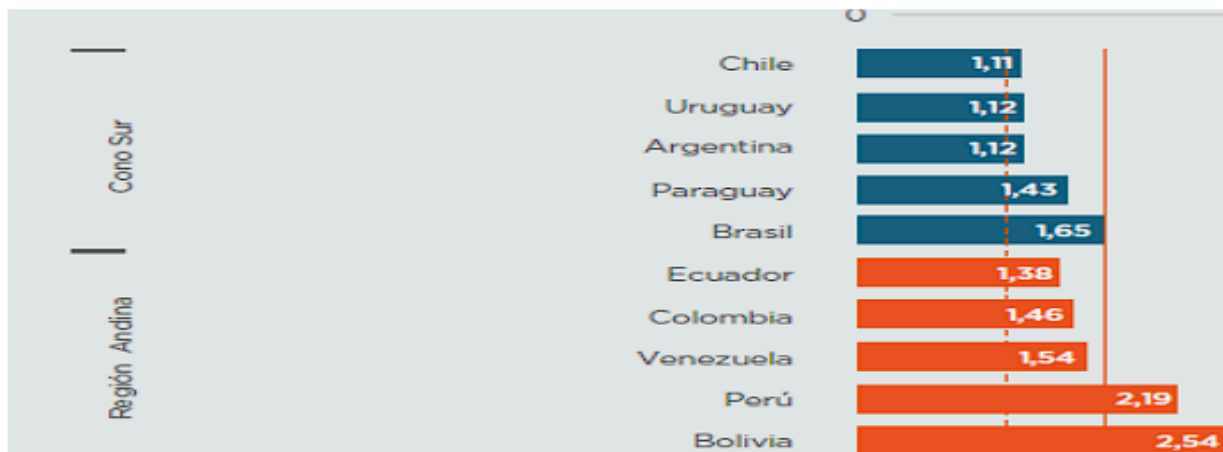 0
Cono Sur
Chile 1,11
Uruguay 1,12
Argentina 1,12
Paraguay 1,43
Brasil 1,65
Región Andina
Ecuador 1,38
Colombia 1,46
Venezuela 1,54
Perú 2,19
Bolivia 2,54